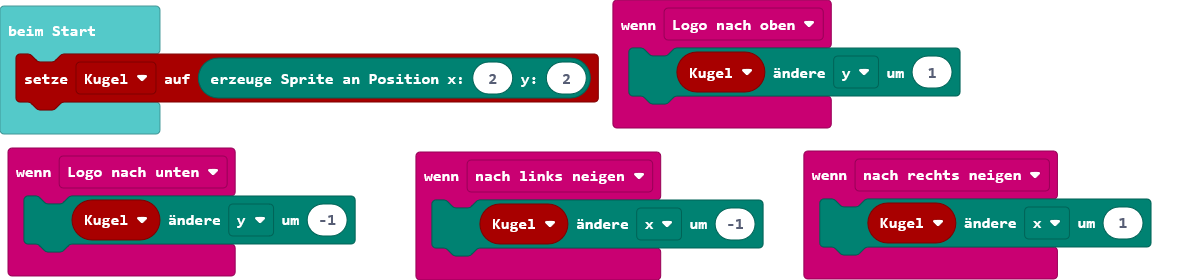 beim Start
setze Kugel auf erzeuge Sprite an Position x: 2 y: 2
wenn Logo nach oben
Kugel ändere y um 1
wenn Logo nach unten
Kugel ändere y um -1
wenn nach links neigen
Kugel ändere x um -1
wenn nach rechts neigen
Kugel ändere x um 1